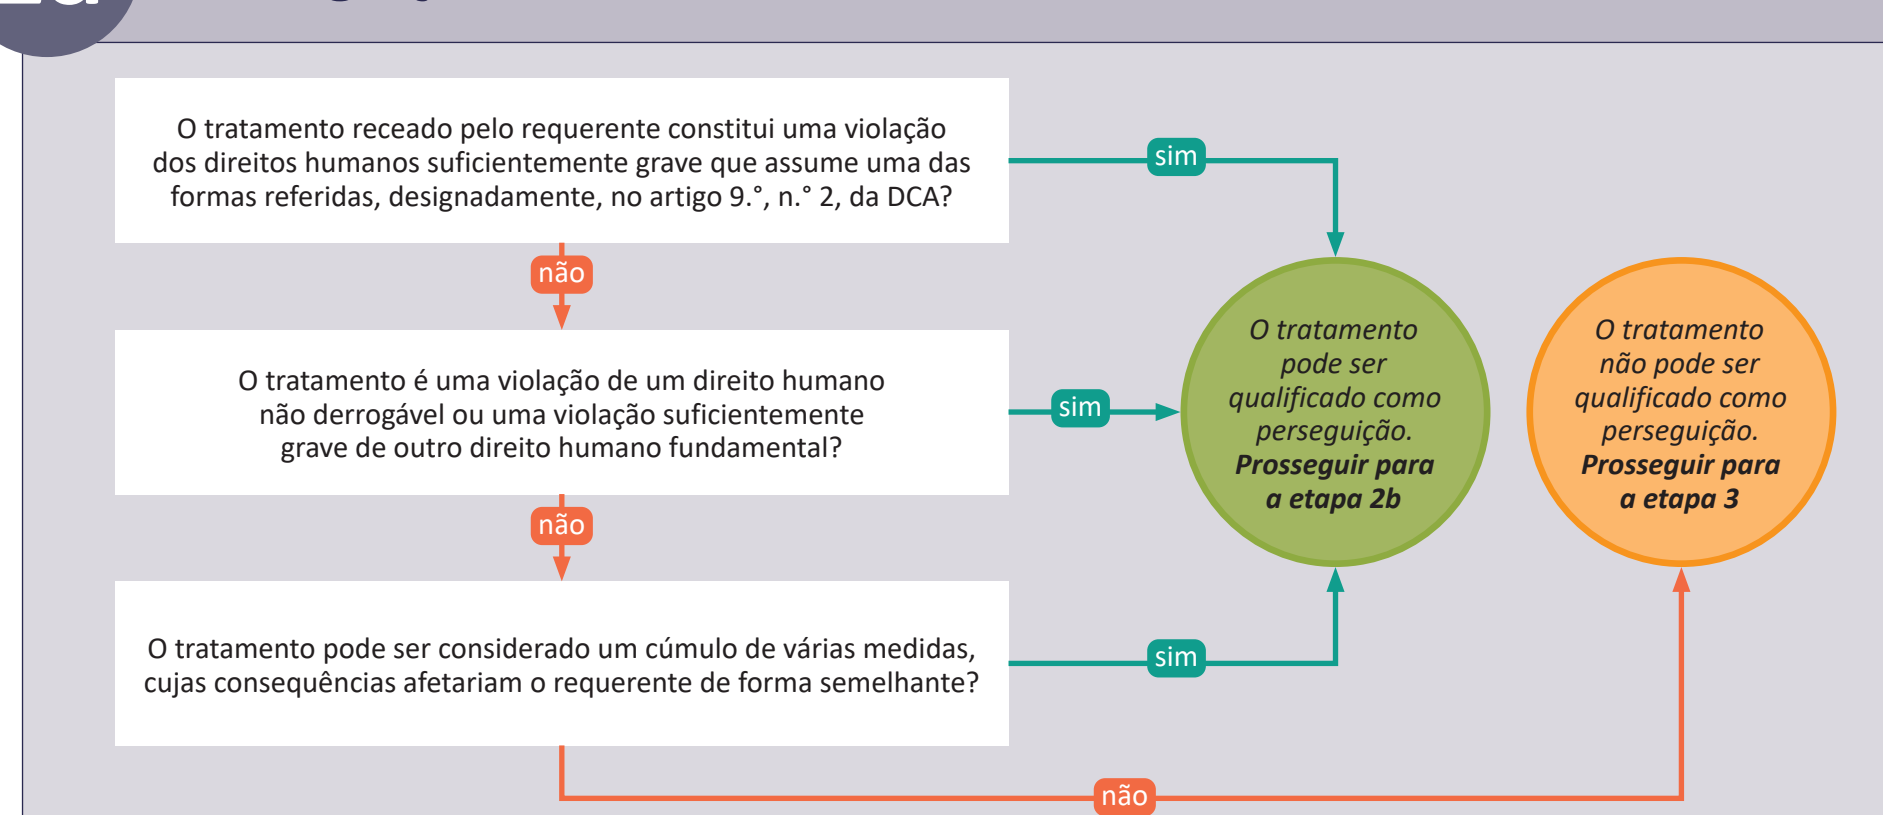 O tratamento receado pelo requerente constitui uma violação
dos direitos humanos suficientemente grave que assume uma das
formas referidas, designadamente, no artigo 9.°, n.° 2, da DCA?
sim
não
O tratamento é uma violação de um direito humano
não derrogável ou uma violação suficientemente
grave de outro direito humano fundamental?
sim
não
O tratamento pode ser considerado um cúmulo de várias medidas,
cujas consequências afetariam o requerente de forma semelhante?
sim
não
O tratamento
pode ser
qualificado como
perseguição.
Prosseguir para
a etapa 2b
O tratamento
não pode ser
qualificado como
perseguição.
Prosseguir para
a etapa 3